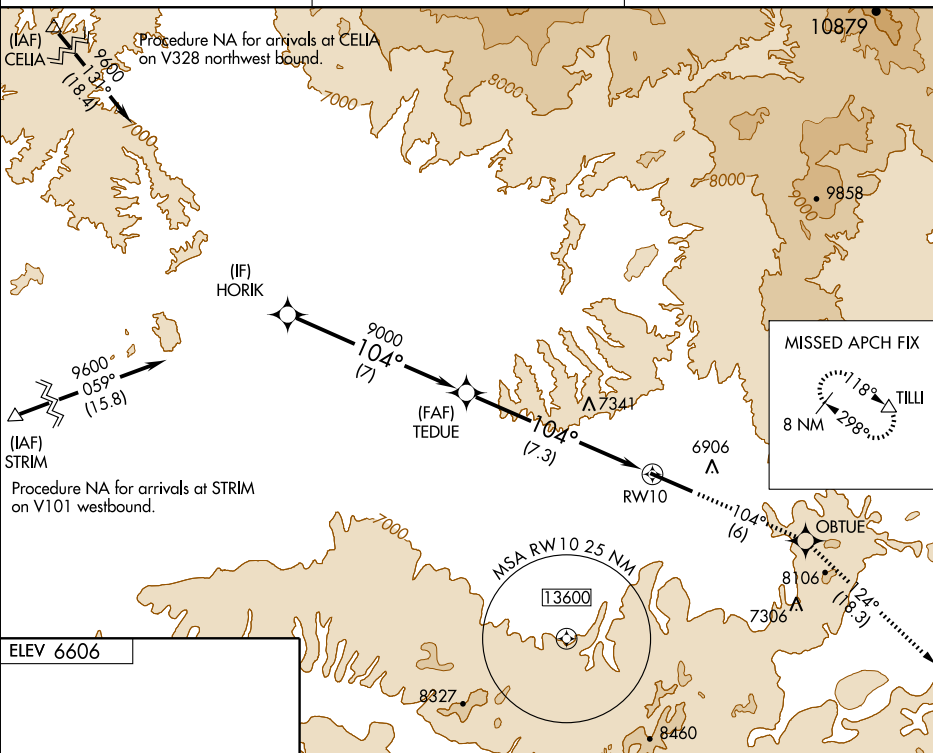 10879
(IAF)
CELIA
Procedure NA for arrivals at CELIA
on V328 northwest bound.
9600
131°
(18.4)
7000
7000
8000
8000
9000
9858
(IF)
HORIK
9000
104°
(7)
9600
059°
(15.8)
(IAF)
STRIM
Procedure NA for arrivals at STRIM
on V101 westbound.
(FAF)
TEDUE
7341
104°
(7.3)
RW10
6906
MISSED APCH FIX
118°
TILLI
298°
8 NM
104°
(6)
OBTUE
8106
7306
124°
(18.3)
7000
MSA RW10 25 NM
13600
ELEV 6606
8327
8460